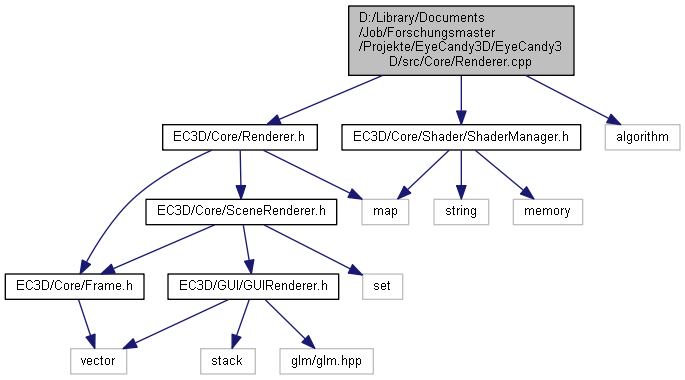 D:/Library/Documents
/Job/Forschungsmaster
/Projekte/EyeCandy3D/EyeCandy3
D/src/Core/Renderer.cpp
EC3D/Core/Renderer.h
EC3D/Core/Shader/ShaderManager.h
algorithm
EC3D/Core/SceneRenderer.h
map
string
memory
EC3D/Core/Frame.h
EC3D/GUI/GUIRenderer.h
set
vector
stack
glm/glm.hpp